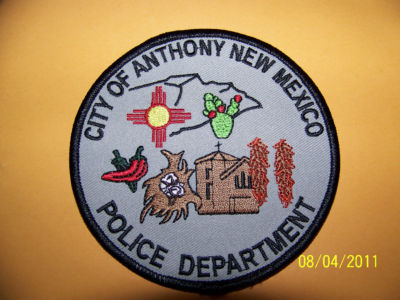 CITY OF ANTHONY NEW MEXICO
POLICE DEPARTMENT
08/04/2011